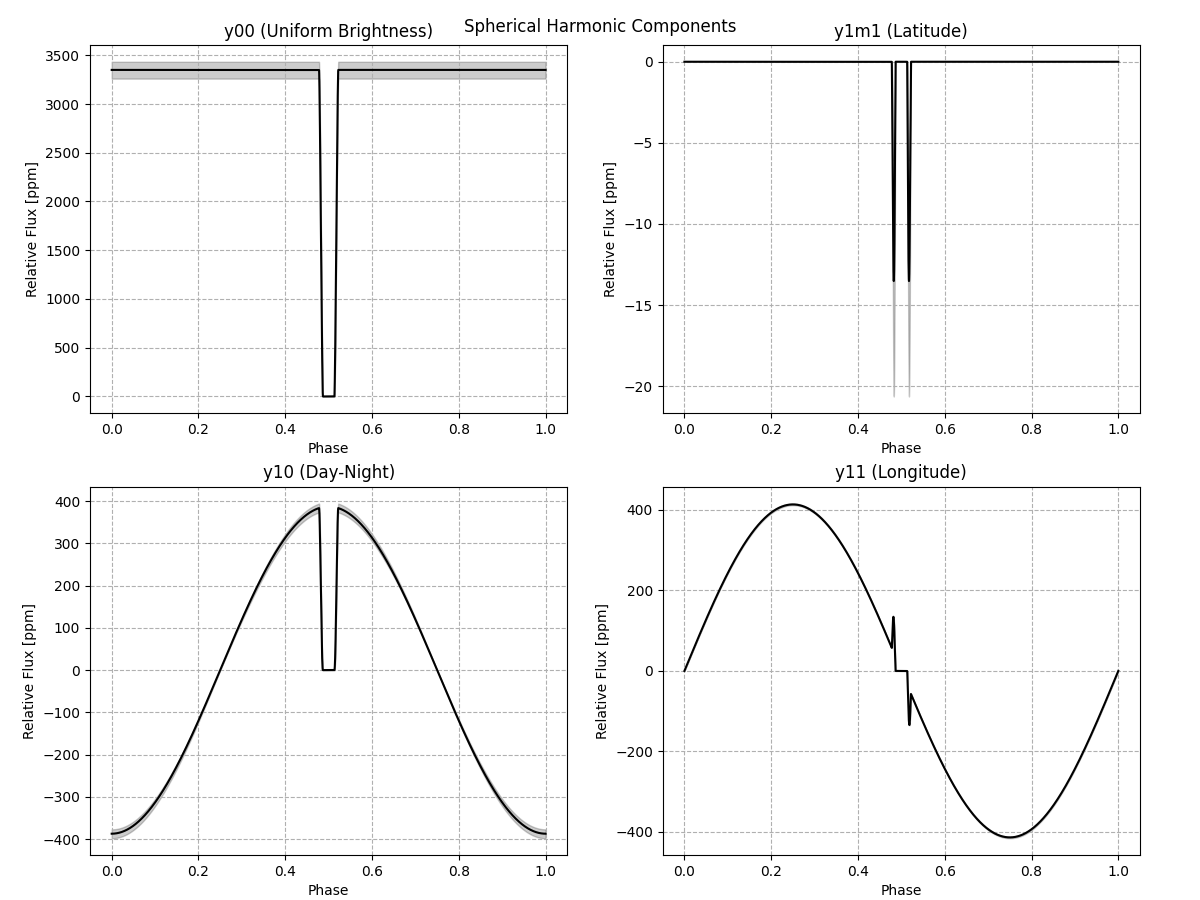 Spherical Harmonic Components
y00 (Uniform Brightness)
3500
3000
2500
2000
1500
1000
500
0
Relative Flux [ppm]
0.0 0.2 0.4 0.6 0.8 1.0
Phase
y1m1 (Latitude)
0
−5
−10
−15
−20
Relative Flux [ppm]
0.0 0.2 0.4 0.6 0.8 1.0
Phase
y10 (Day-Night)
400
300
200
100
0
−100
−200
−300
−400
Relative Flux [ppm]
0.0 0.2 0.4 0.6 0.8 1.0
Phase
y11 (Longitude)
400
200
0
−200
−400
Relative Flux [ppm]
0.0 0.2 0.4 0.6 0.8 1.0
Phase